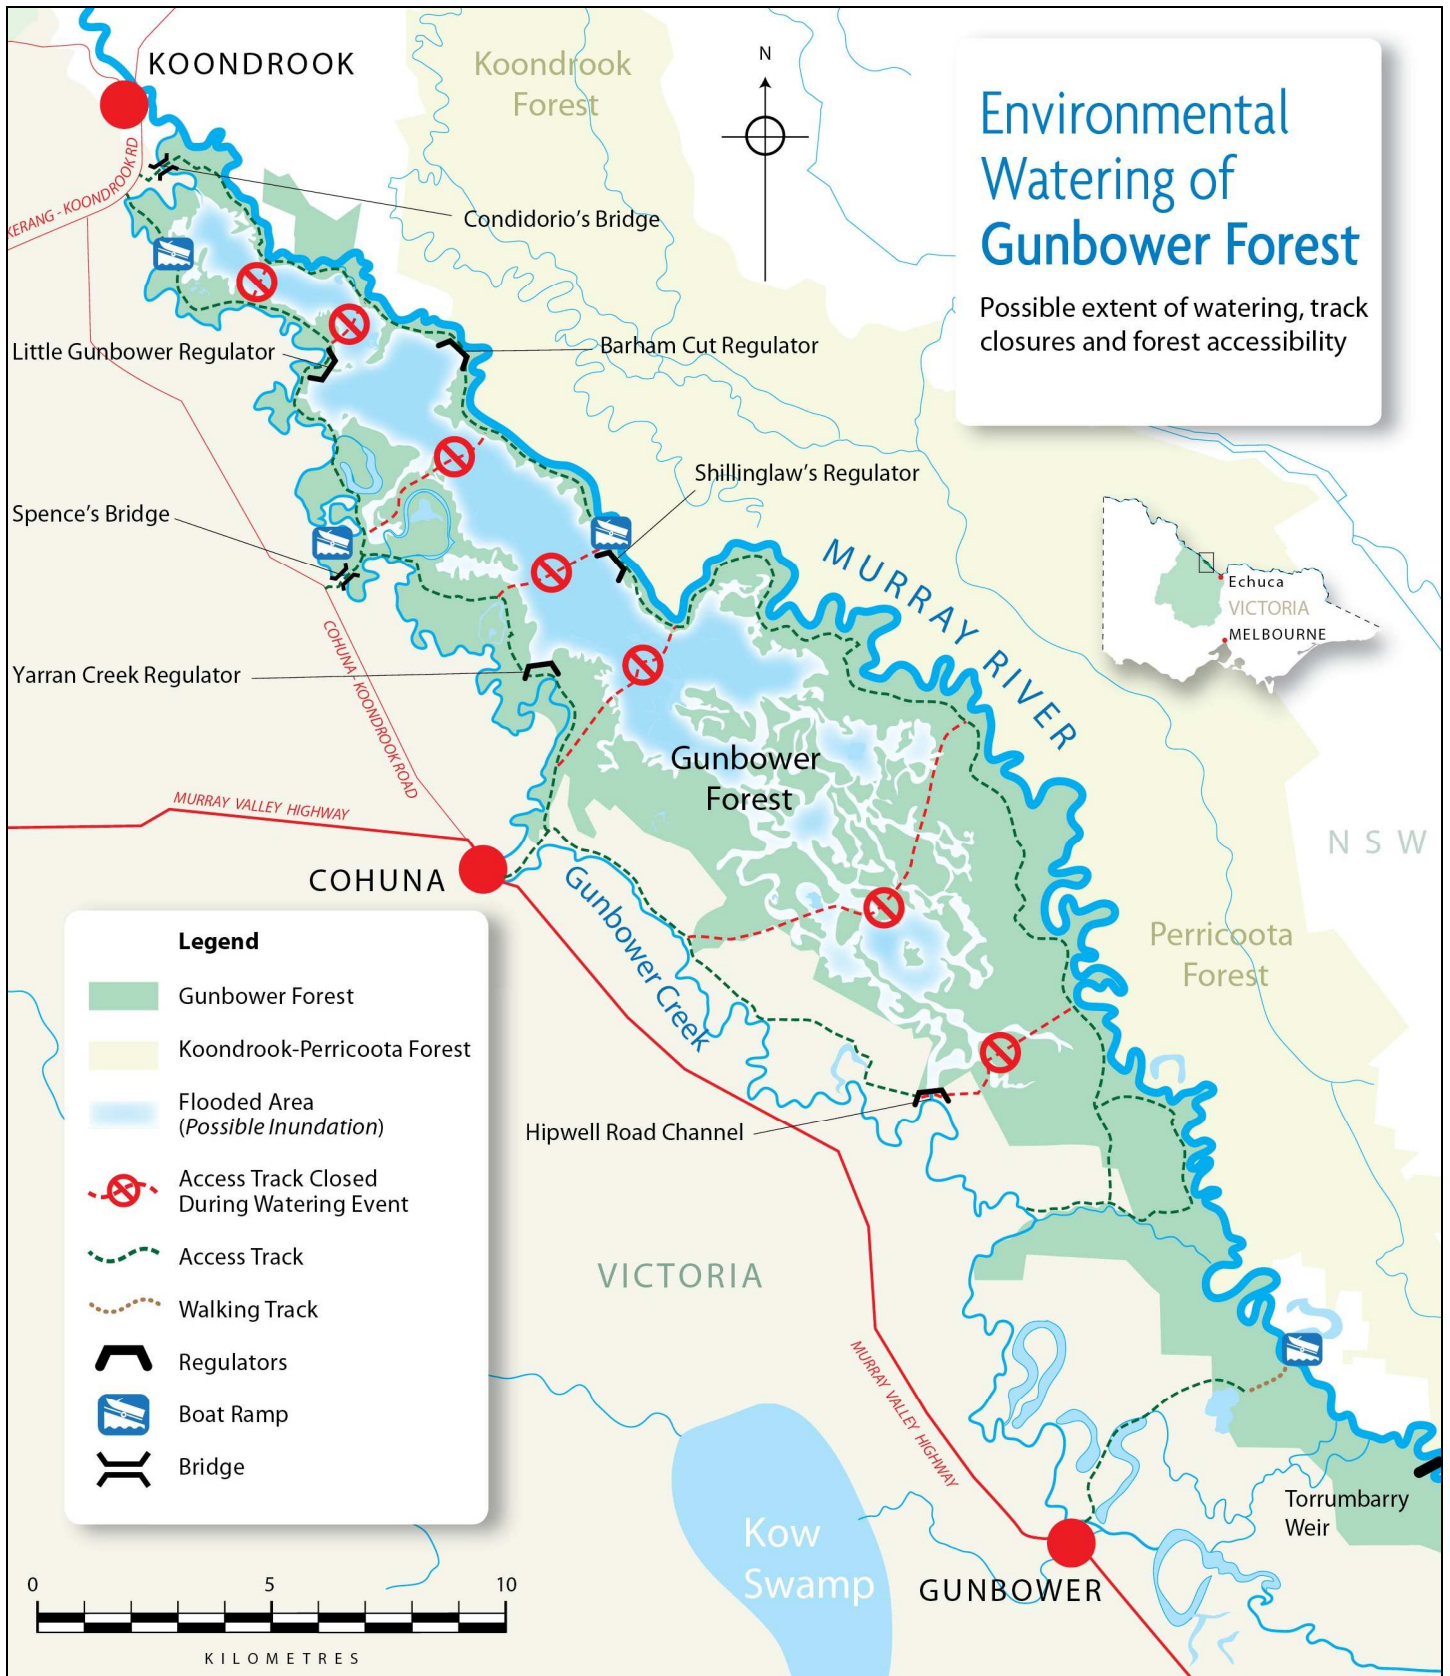 KOONDROOK
Koondrook
Forest
N
Environmental
Watering of
Gunbower Forest
Possible extent of watering, track
closures and forest accessibility
KERANG - KOONDROOK RD
Condidorio's Bridge
Little Gunbower Regulator
Barham Cut Regulator
Shillinglaw's Regulator
Spence's Bridge
MURRAY RIVER
Echuca
VICTORIA
MELBOURNE
COHUNA - KOONDROOK ROAD
Yarran Creek Regulator
Gunbower
Forest
MURRAY VALLEY HIGHWAY
NSW
COHUNA
Gunbower Creek
Perricoota
Forest
Legend
Gunbower Forest
Koondrook-Perricoota Forest
Flooded Area
(Possible Inundation)
Access Track Closed
During Watering Event
Access Track
Walking Track
Regulators
Boat Ramp
Bridge
Hipwell Road Channel
VICTORIA
MURRAY VALLEY HIGHWAY
Torrumbarry
Weir
Kow
Swamp
GUNBOWER
0 5 10
KILOMETRES